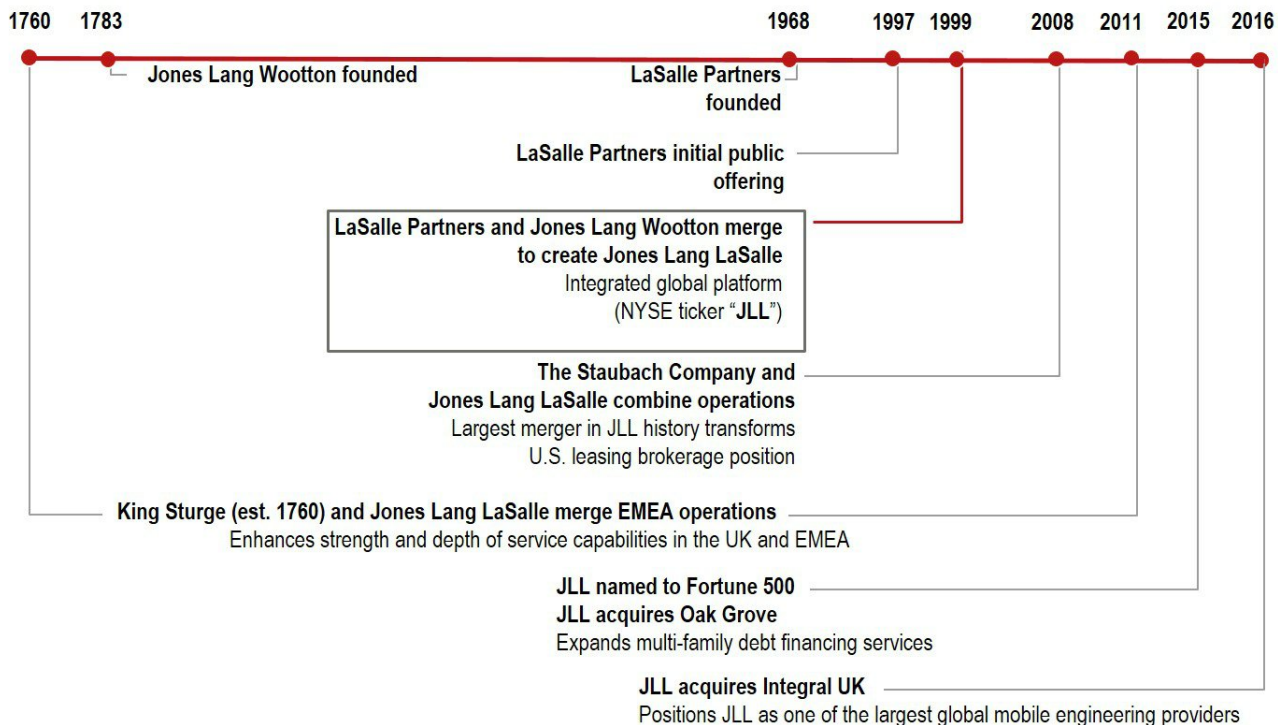 1760 1783 1968 1997 1999 2008 2011 2015 2016
Jones Lang Wootton founded
LaSalle Partners
founded
LaSalle Partners initial public
offering
LaSalle Partners and Jones Lang Wootton merge
to create Jones Lang LaSalle
Integrated global platform
(NYSE ticker “JLL”)
The Staubach Company and
Jones Lang LaSalle combine operations
Largest merger in JLL history transforms
U.S. leasing brokerage position
King Sturge (est. 1760) and Jones Lang LaSalle merge EMEA operations
Enhances strength and depth of service capabilities in the UK and EMEA
JLL named to Fortune 500
JLL acquires Oak Grove
Expands multi-family debt financing services
JLL acquires Integral UK
Positions JLL as one of the largest global mobile engineering providers